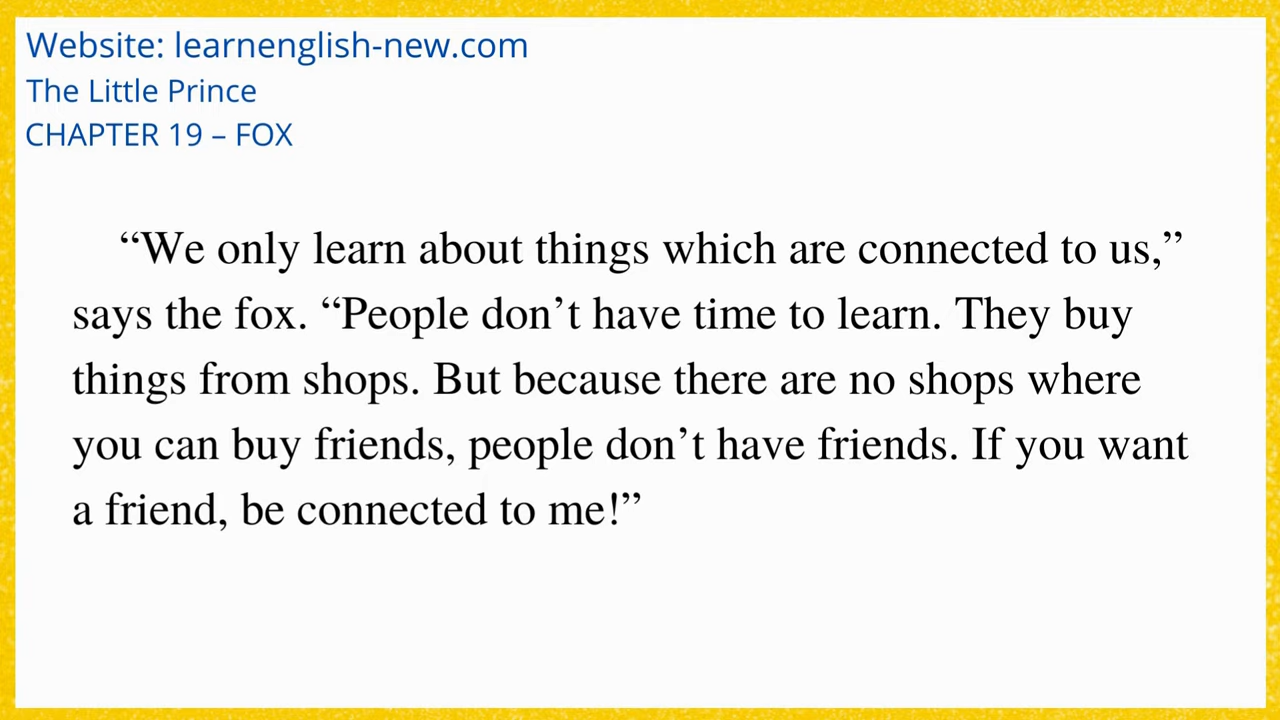 Website: learnenglish-new.com
The Little Prince
CHAPTER 19 – FOX
“We only learn about things which are connected to us,”
says the fox. “People don’t have time to learn. They buy
things from shops. But because there are no shops where
you can buy friends, people don’t have friends. If you want
a friend, be connected to me!”